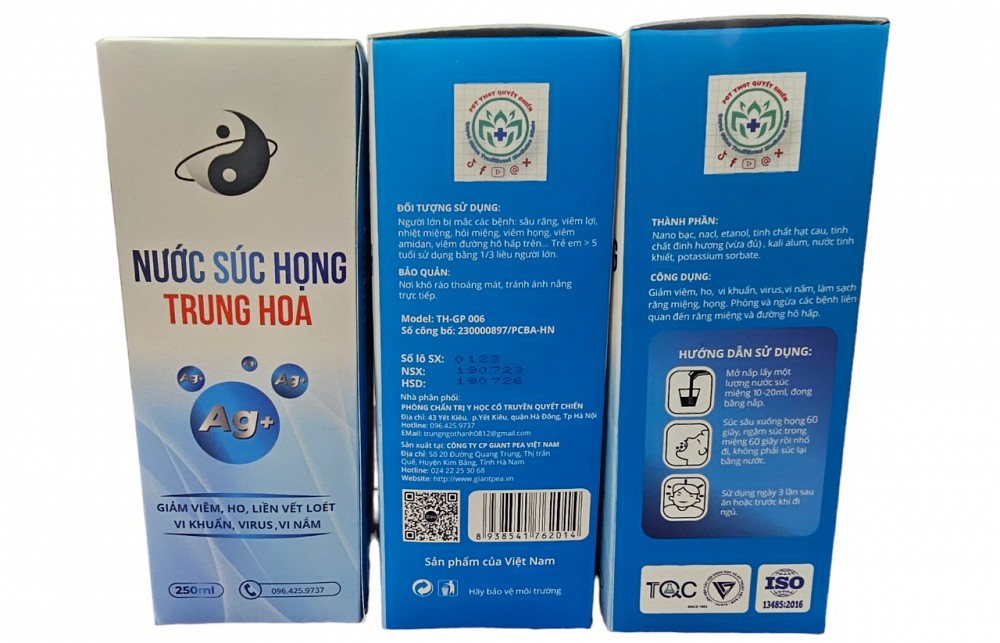 NƯỚC SÚC HỌNG
TRUNG HOA
Ag+
Ag+
Ag+
GIẢM VIÊM, HO, LIỀN VẾT LOÉT
VI KHUẨN, VIRUS,VI NẤM
250ml
096.425.9737
PCT YHCT QUYẾT CHIẾN
ĐỐI TƯỢNG SỬ DỤNG:
Người lớn bị mắc các bệnh: sâu răng, viêm lợi,
nhiệt miệng, hôi miệng, viêm họng, viêm
amidan, viêm đường hô hấp trên... Trẻ em > 5
tuổi sử dụng bằng 1/3 liều người lớn.
BẢO QUẢN:
Nơi khô ráo thoáng mát, tránh ánh nắng
trực tiếp.
Model: TH-GP 006
Số công bố: 230000897/PCBA-HN
Số lô SX: 0123
NSX: 190723
HSD: 190726
Nhà phân phối:
PHÒNG CHẨN TRỊ Y HỌC CỔ TRUYỀN QUYẾT CHIẾN
Địa chỉ: 43 Yết Kiêu, p.Yết Kiêu, quận Hà Đông, Tp Hà Nội
Hotline: 096.425.9737
EMail: trungngothanh0812@gmail.com
Sản xuất tại: CÔNG TY CP GIANT PEA VIỆT NAM
Địa chỉ: Số 20 Đường Quang Trung, Thị trấn
Quế, Huyện Kim Bảng, Tỉnh Hà Nam
Hotline: 024 22 25 30 68
Website: http://www.giantpea.vn
8 938541 762014
Sản phẩm của Việt Nam
Hãy bảo vệ môi trường
THÀNH PHẦN:
Nano bạc, nacl, etanol, tinh chất hạt cau, tinh
chất đinh hương (vừa đủ) , kali alum, nước tinh
khiết, potassium sorbate.
CÔNG DỤNG:
Giảm viêm, ho, vi khuẩn, virus,vi nấm, làm sạch
răng miệng, họng. Phòng và ngừa các bệnh liên
quan đến răng miệng và đường hô hấp.
HƯỚNG DẪN SỬ DỤNG:
Mở nắp lấy một
lượng nước súc
miệng 10 -20ml, đong
bằng nắp.
Súc sâu xuống họng 60
giây, ngậm súc trong
miệng 60 giây rồi nhổ
đi, không phải súc lại
bằng nước.
Sử dụng ngày 3 lần sau
ăn hoặc trước khi đi
ngủ.
TQC
SINCE 1993
ISO
13485:2016